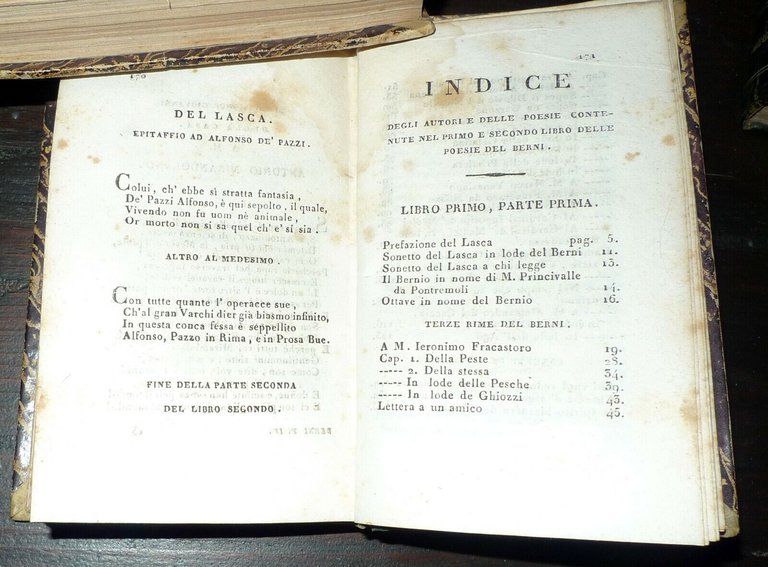 170
DEL LASCA.
EPITAFFIO AD ALFONSO DE' PAZZI.
Colui, ch' ebbe sì stratta fantasia,
De' Pazzi Alfonso, è qui sepolto, il quale,
Vivendo non fu uom nè animale,
Or morto non si sa quel ch' e' si sia.
ALTRO AL MEDESIMO.
Con tutte quante l' operacce sue,
Ch'al gran Varchi dier già biasmo infinito,
In questa conca fessa è seppellito
Alfonso, Pazzo in Rima, e in Prosa Bue.
FINE DELLA PARTE SECONDA
DEL LIBRO SECONDO.
171
INDICE
DEGLI AUTORI E DELLE POESIE CONTE-
NUTE NEL PRIMO E SECONDO LIBRO DELLE
POESIE DEL BERNI.
LIBRO PRIMO, PARTE PRIMA.
Prefazione del Lasca pag. 5.
Sonetto del Lasca in lode del Berni 11.
Sonetto del Lasca a chi legge 13.
Il Bernio in nome di M. Princivalle
da Pontremoli 14.
Ottave in nome del Bernio 16.
TERZE RIME DEL BERNI.
A M. Ieronimo Fracastoro 19.
Cap. 1. Della Peste 28.
----- 2. Della stessa 34.
----- In lode delle Pesche 39.
----- In lode de Ghiozzi 43.
Lettera a un amico 45.